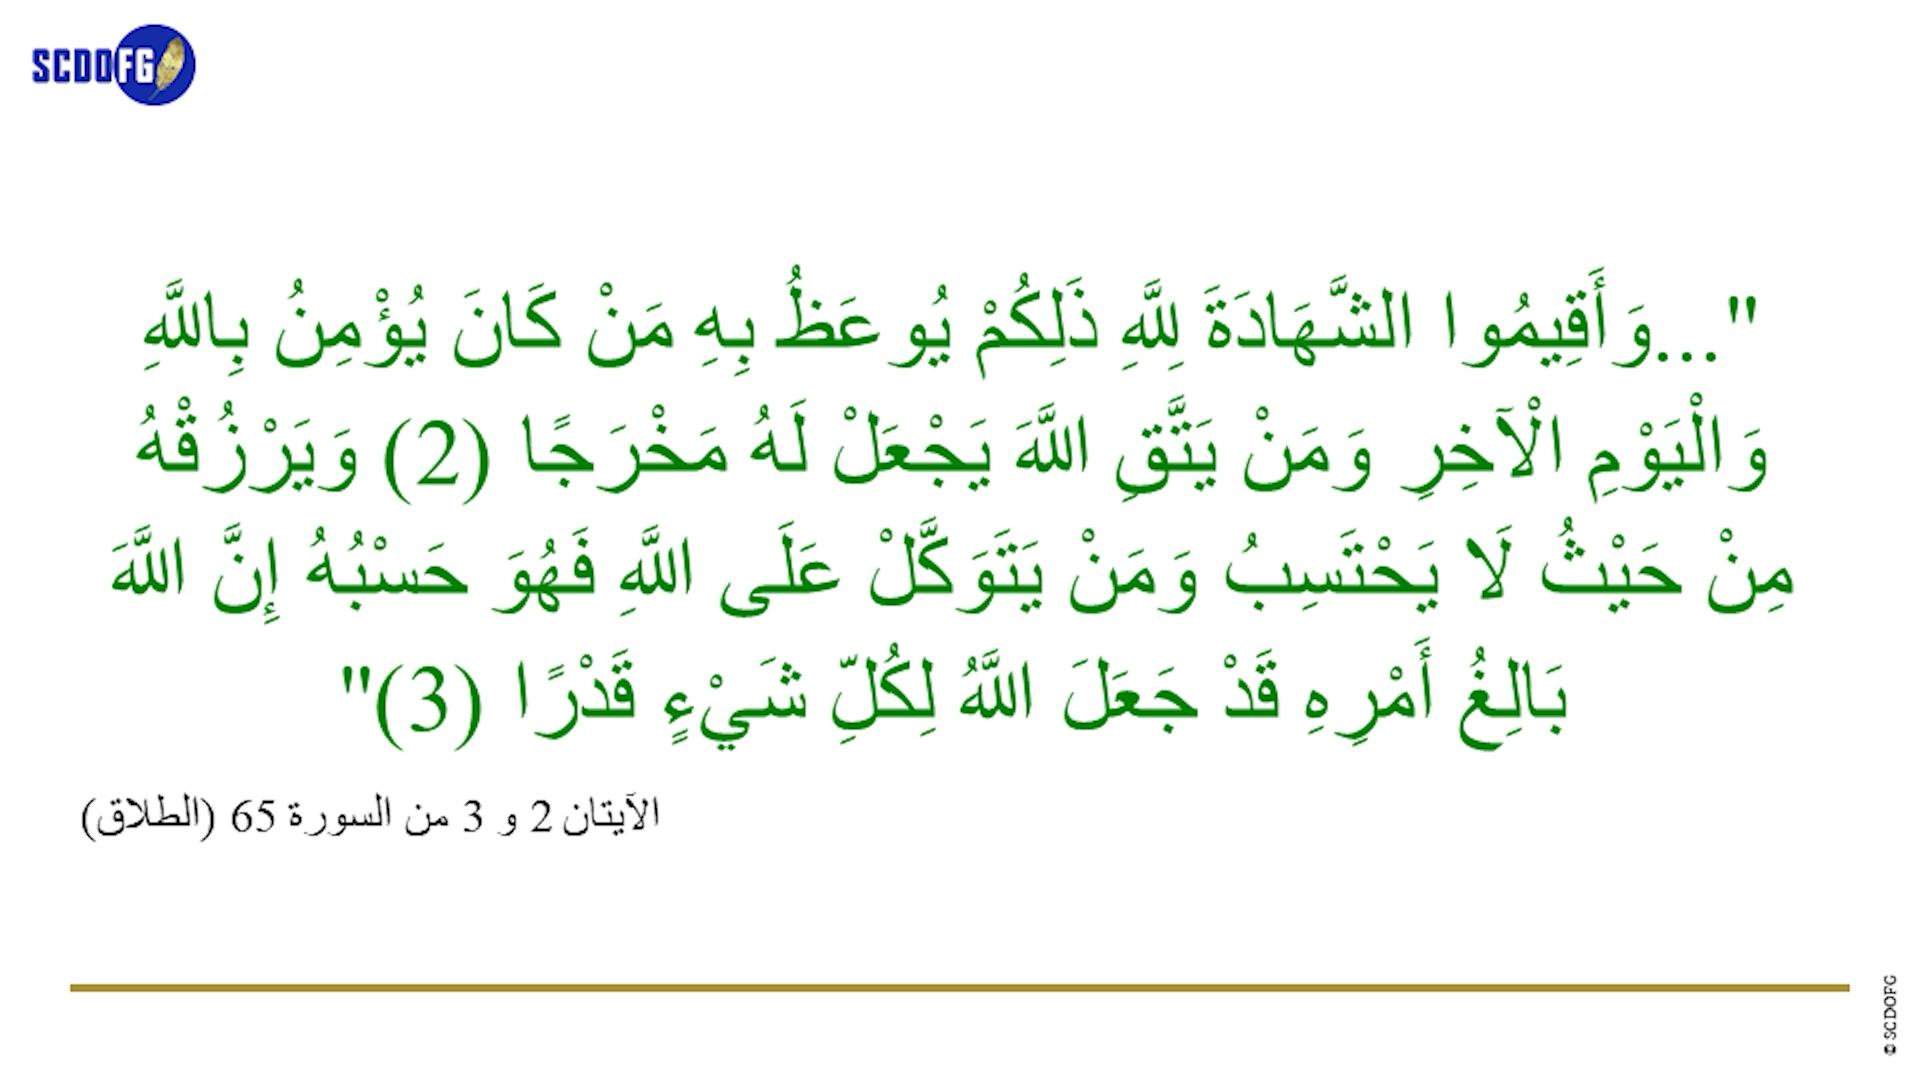 SCDOFG
"...وَأَقِيمُوا الشَّهَادَةَ لِلَّهِ ذَلِكُمْ يُوعَظُ بِهِ مَنْ كَانَ يُؤْمِنُ بِاللَّهِ
وَالْيَوْمِ الْآخِرِ وَمَنْ يَتَّقِ اللَّهَ يَجْعَلْ لَهُ مَخْرَجًا (2) وَيَرْزُقْهُ
مِنْ حَيْثُ لَا يَحْتَسِبُ وَمَنْ يَتَوَكَّلْ عَلَى اللَّهِ فَهُوَ حَسْبُهُ إِنَّ اللَّهَ
بَالِغُ أَمْرِهِ قَدْ جَعَلَ اللَّهُ لِكُلِّ شَيْءٍ قَدْرًا (3)"
الآيتان 2 و 3 من السورة 65 (الطلاق)
© SCDOFG